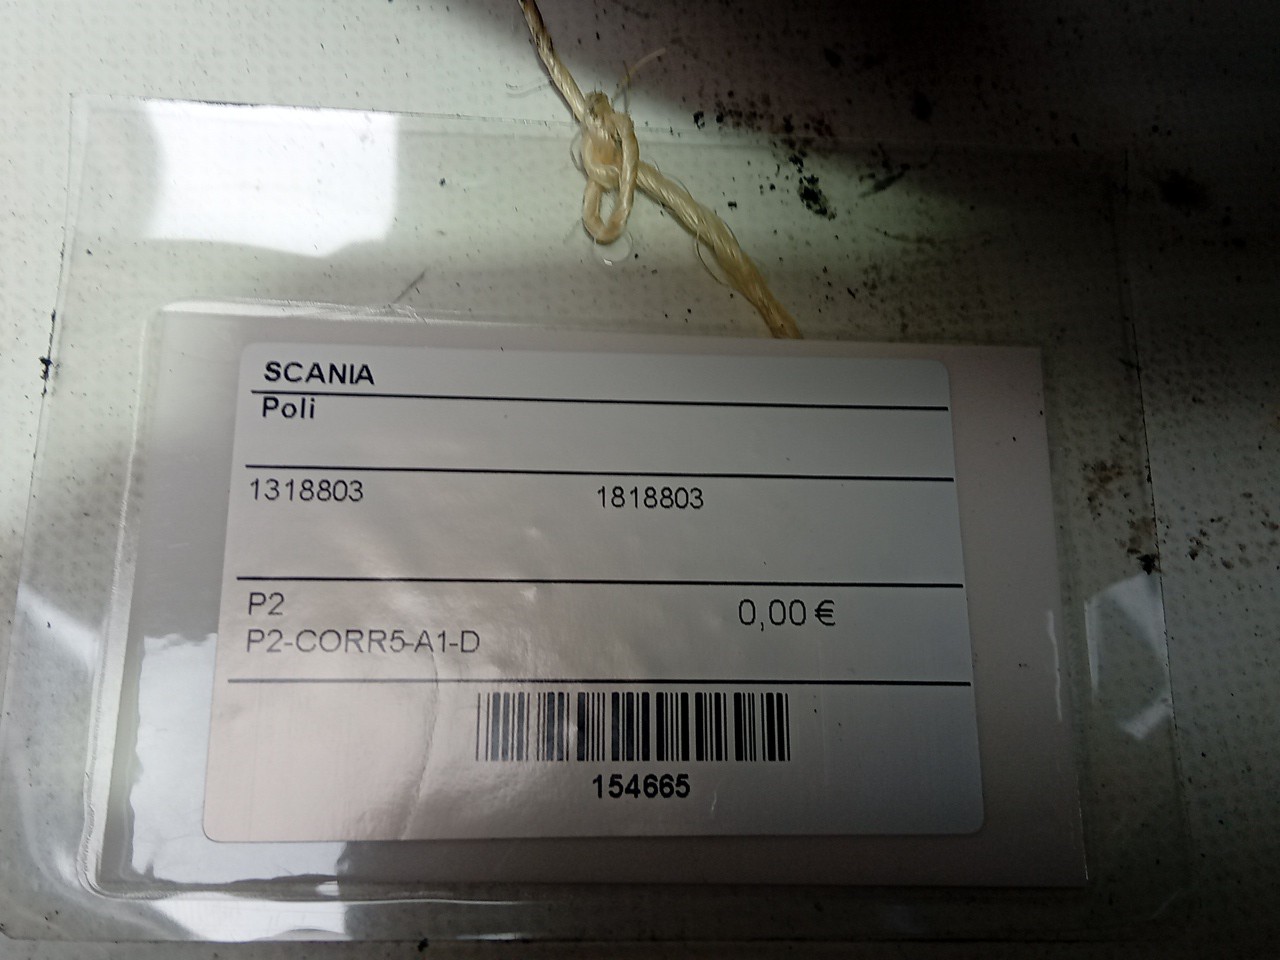 SCANIA
Poli
1318803 1818803
P2 0,00 €
P2-CORR5-A1-D
154665